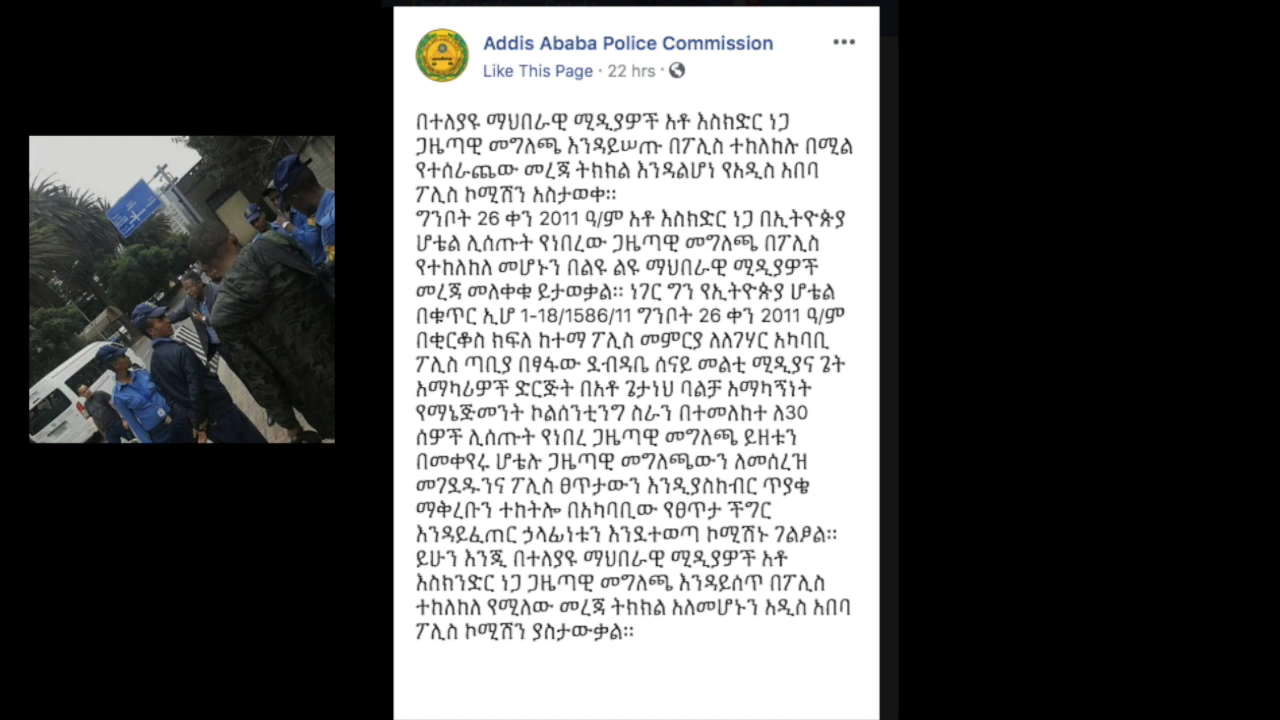 Addis Ababa Police Commission
Like This Page · 22 hrs ·
በተለያዩ ማህበራዊ ሚዲያዎች አቶ እስክድር ነጋ
ጋዜጣዊ መግለጫ እንዳይሠጡ በፖሊስ ተከለከሉ በሚል
የተሰራጨው መረጃ ትክክል እንዳልሆነ የአዲስ አበባ
ፖሊስ ኮሚሽን አስታወቀ።
ግንቦት 26 ቀን 2011 ዓ/ም አቶ እስክድር ነጋ በኢትዮጵያ
ሆቴል ሊሰጡት የነበረው ጋዜጣዊ መግለጫ በፖሊስ
የተከለከለ መሆኑን በልዩ ልዩ ማህበራዊ ሚዲያዎች
መረጃ መለቀቁ ይታወቃል። ነገር ግን የኢትዮጵያ ሆቴል
በቁጥር ኢሆ 1-18/1586/11 ግንቦት 26 ቀን 2011 ዓ/ም
በቂርቆስ ክፍለ ከተማ ፖሊስ መምርያ ለለገሃር አካባቢ
ፖሊስ ጣቢያ በፃፋው ደብዳቤ ሰናይ መልቲ ሚዲያና ጌት
አማካሪዎች ድርጅት በአቶ ጌታነህ ባልቻ አማካኝነት
የማኔጅመንት ኮልሰንቲንግ ስራን በተመለከተ ለ30
ሰዎች ሊሰጡት የነበረ ጋዜጣዊ መግለጫ ይዘቱን
በመቀየሩ ሆቴሉ ጋዜጣዊ መግለጫውን ለመሰረዝ
መገደዱንና ፖሊስ ፀጥታውን እንዲያስከብር ጥያቄ
ማቅረቡን ተከትሎ በአካባቢው የፀጥታ ችግር
እንዳይፈጠር ኃላፊነቱን እንደተወጣ ኮሚሽኑ ገልፆል።
ይሁን እንጂ በተለያዩ ማህበራዊ ሚዲያዎች አቶ
እስክንድር ነጋ ጋዜጣዊ መግለጫ እንዳይሰጥ በፖሊስ
ተከለከለ የሚለው መረጃ ትክክል አለመሆኑን አዲስ አበባ
ፖሊስ ኮሚሽን ያስታውቃል።